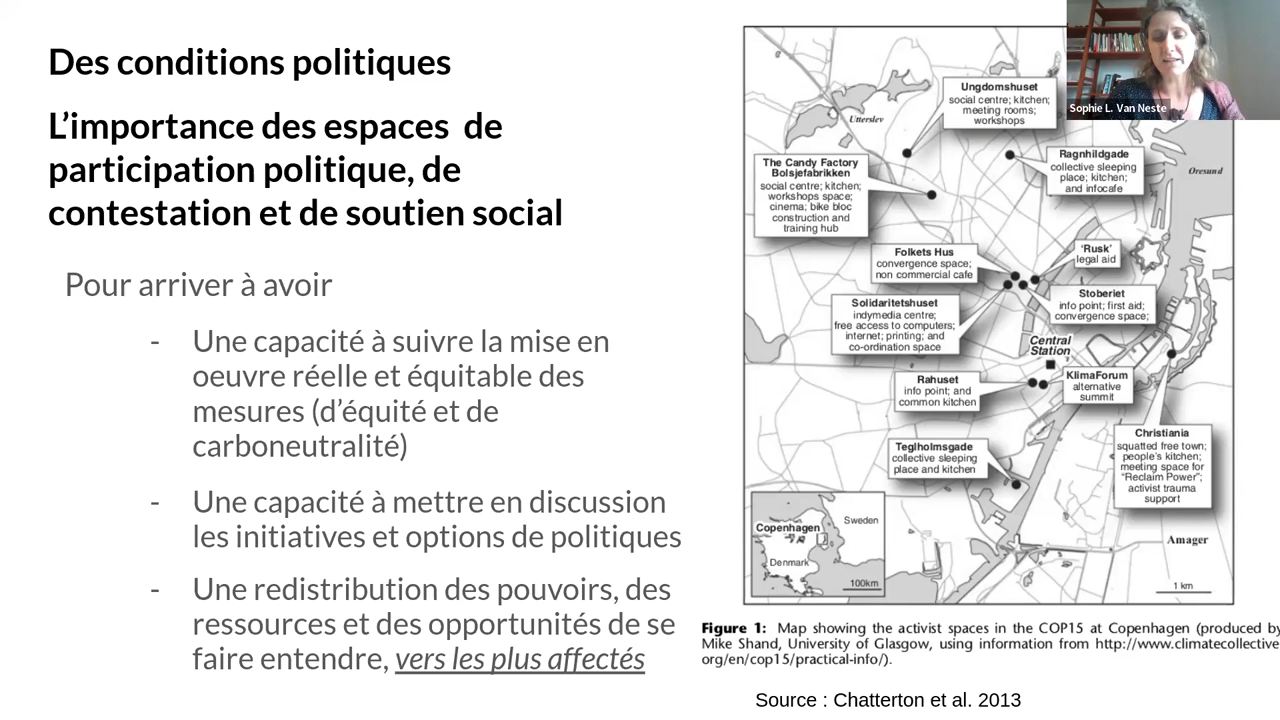 Des conditions politiques
L'importance des espaces  de
participation politique, de
contestation et de soutien social
Pour arriver à avoir
- Une capacité à suivre la mise en
oeuvre réelle et équitable des
mesures (d'équité et de
carboneutralité)
- Une capacité à mettre en discussion
les initiatives et options de politiques
- Une redistribution des pouvoirs, des
ressources et des opportunités de se
faire entendre, vers les plus affectés
Sophie L. Van Neste
Ungdomshuset
social centre; kitchen;
meeting rooms;
workshops
Utterslev
The Candy Factory
Bolsjefabrikken
social centre; kitchen;
workshops space;
cinema; bike bloc
construction and
training hub
Ragnhildgade
collective sleeping
place; kitchen;
and infocafe
Oresund
Folkets Hus
convergence space;
non commercial cafe
'Rusk'
legal aid
Solidaritetshuset
indymedia centre;
free access to computers;
internet; printing; and
co-ordination space
Stoberiet
info point; first aid;
convergence space;
Central
Station
Rahuset
info point; and
common kitchen
KlimaForum
alternative
summit
Teglholmsgade
collective sleeping
place and kitchen
Christiania
squatted free town;
people's kitchen;
meeting space for
"Reclaim Power";
activist trauma
support
Copenhagen
Sweden
Denmark
100km
Amager
1 km
Figure 1: Map showing the activist spaces in the COP15 at Copenhagen (produced by
Mike Shand, University of Glasgow, using information from http://www.climatecollective
org/en/cop15/practical-info/).
Source : Chatterton et al. 2013